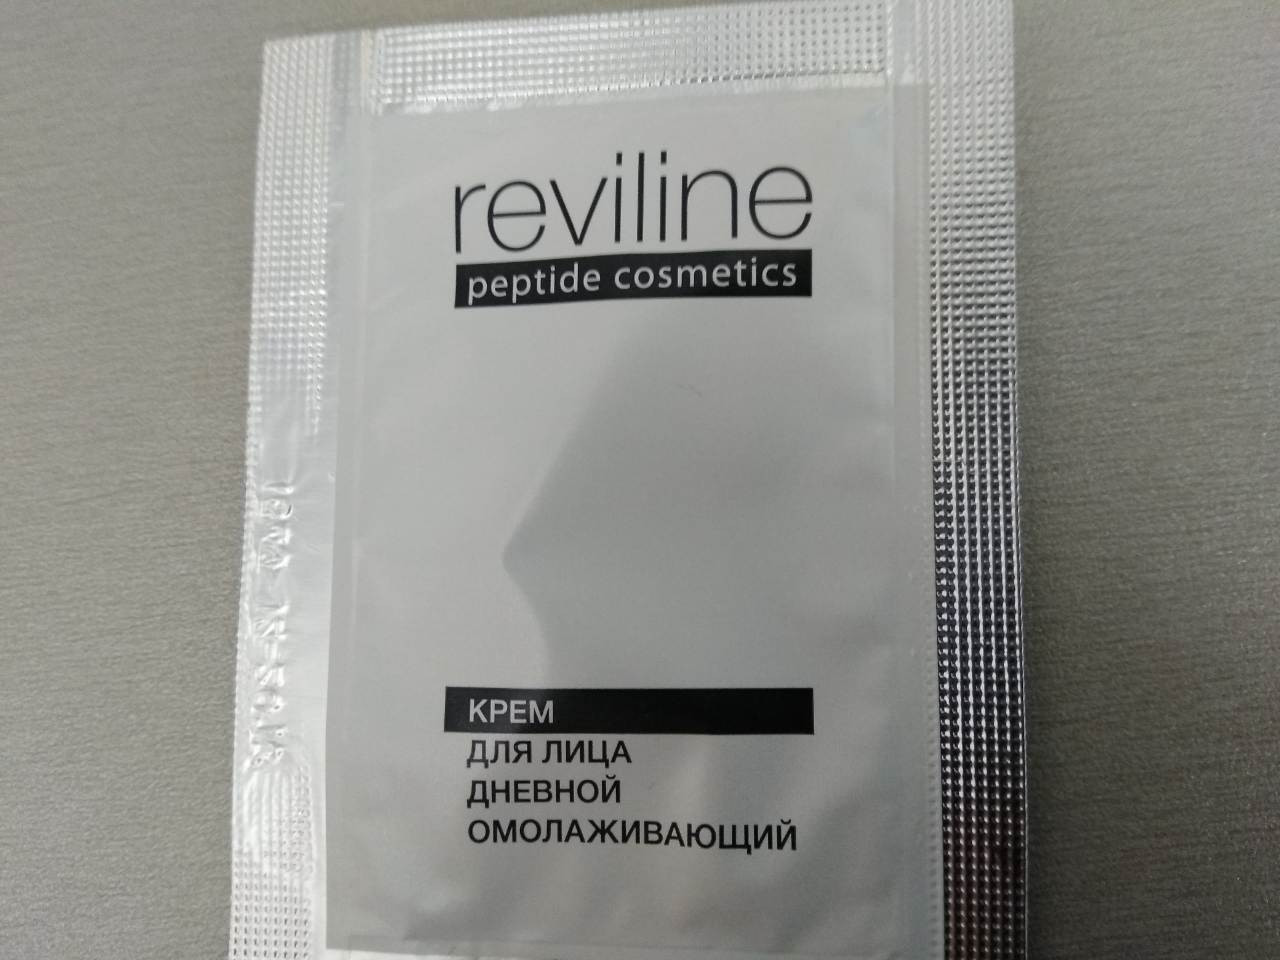 reviline
peptide cosmetics
КРЕМ
ДЛЯ ЛИЦА
ДНЕВНОЙ
ОМОЛАЖИВАЮЩИЙ